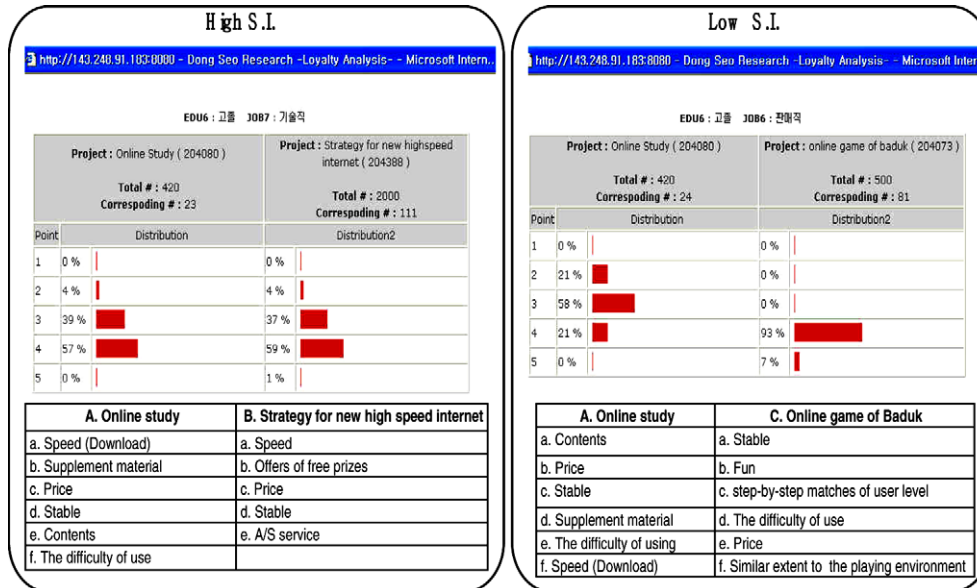 High S.I.
http://143.248.91.183:8080 - Dong Seo Research -Loyalty Analysis- - Microsoft Intern..
EDU6 : 고졸 JOB7 : 기술직
Project : Online Study ( 204080 )
Total # : 420
Correspoding # : 23
Project : Strategy for new highspeed
internet ( 204388 )
Total # : 2000
Correspoding # : 111
Point Distribution Distribution2
1 0 % 0 %
2 4 % 4 %
3 39 % 37 %
4 57 % 59 %
5 0 % 1 %
A. Online study B. Strategy for new high speed internet
a. Speed (Download) a. Speed
b. Supplement material b. Offers of free prizes
c. Price c. Price
d. Stable d. Stable
e. Contents e. A/S service
f. The difficulty of use
Low S.I.
http://143.248.91.183:8080 - Dong Seo Research -Loyalty Analysis- - Microsoft Inter
EDU6 : 고졸 JOB6 : 판매직
Project : Online Study ( 204080 )
Total # : 420
Correspoding # : 24
Project : online game of baduk ( 204073 )
Total # : 500
Correspoding # : 81
Point Distribution Distribution2
1 0 % 0 %
2 21 % 0 %
3 58 % 0 %
4 21 % 93 %
5 0 % 7 %
A. Online study C. Online game of Baduk
a. Contents a. Stable
b. Price b. Fun
c. Stable c. step-by-step matches of user level
d. Supplement material d. The difficulty of use
e. The difficulty of using e. Price
f. Speed (Download) f. Similar extent to the playing environment